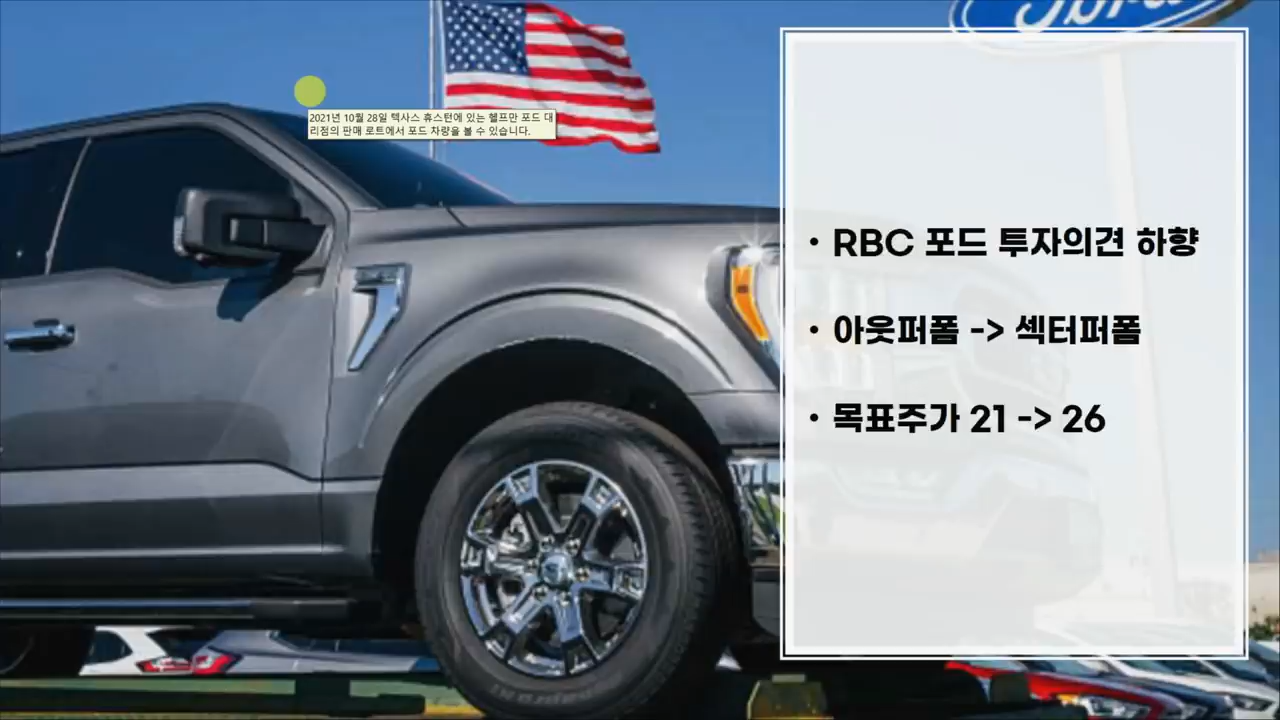 Ford
2021년 10월 28일 텍사스 휴스턴에 있는 헬프만 포드 대
리점의 판매 로트에서 포드 차량을 볼 수 있습니다.
• RBC 포드 투자의견 하향
• 아웃퍼폼 -> 섹터퍼폼
• 목표주가 21 -> 26